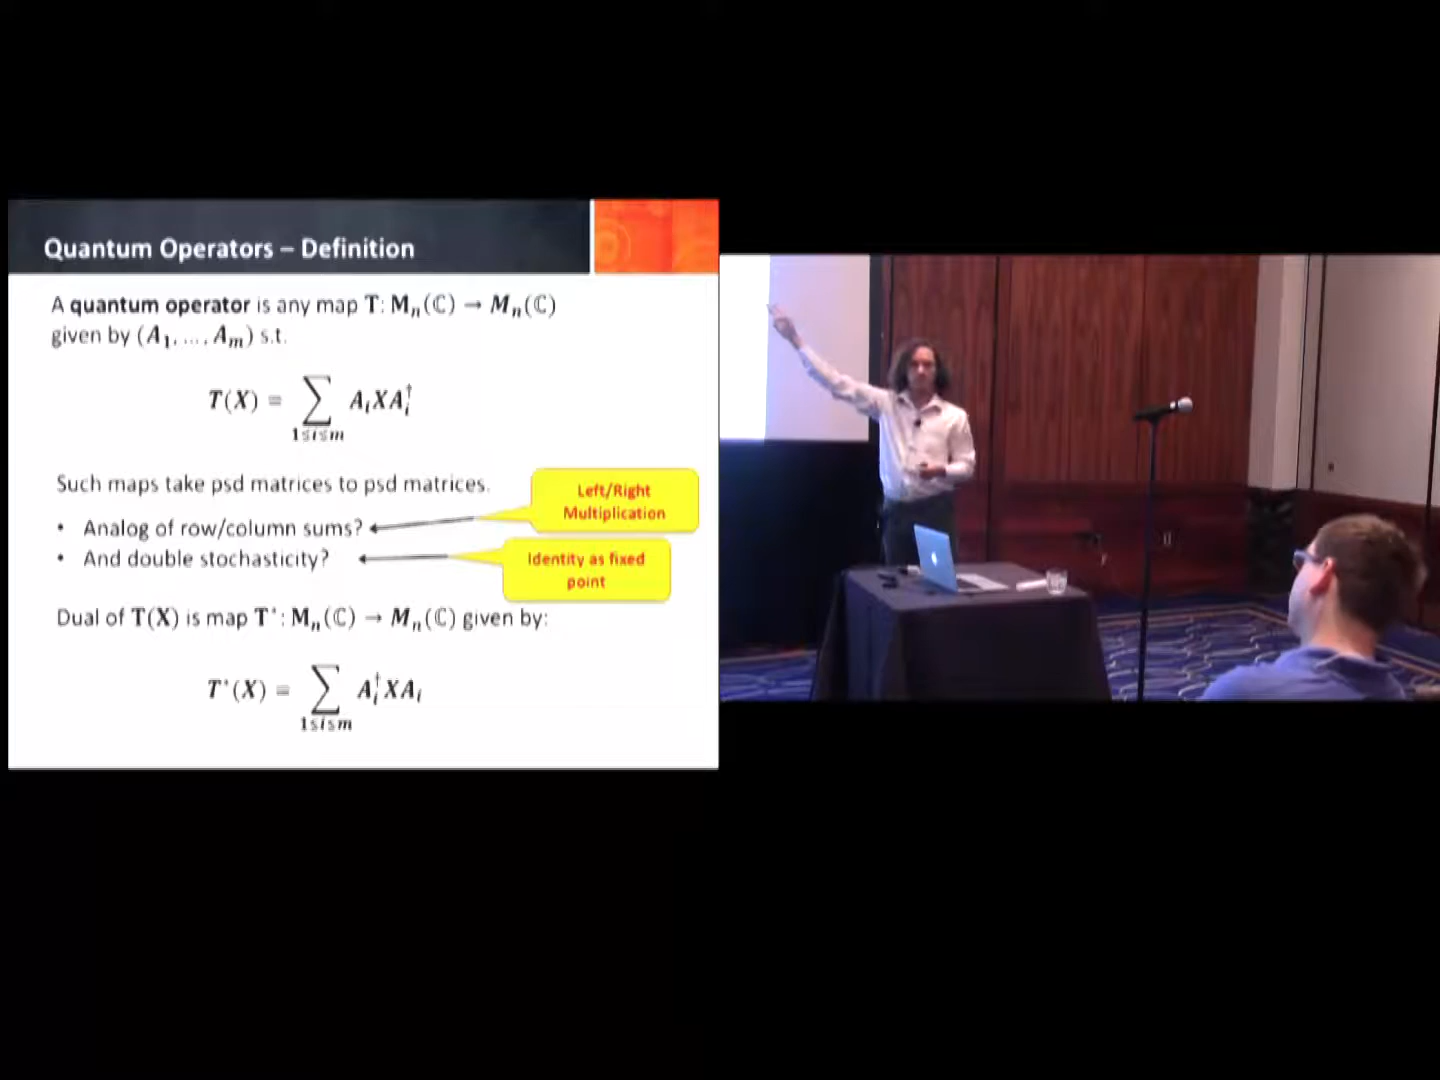 Quantum Operators – Definition
A quantum operator is any map T: Mₙ(ℂ) → Mₙ(ℂ)
given by (A₁, ..., Aₘ) s.t.
T(X) = ∑ AᵢXAᵢ†
1≤i≤m
Such maps take psd matrices to psd matrices.
Left/Right
Multiplication
• Analog of row/column sums?
• And double stochasticity?
Identity as fixed
point
Dual of T(X) is map T*: Mₙ(ℂ) → Mₙ(ℂ) given by:
T*(X) = ∑ Aᵢ†XAᵢ
1≤i≤m